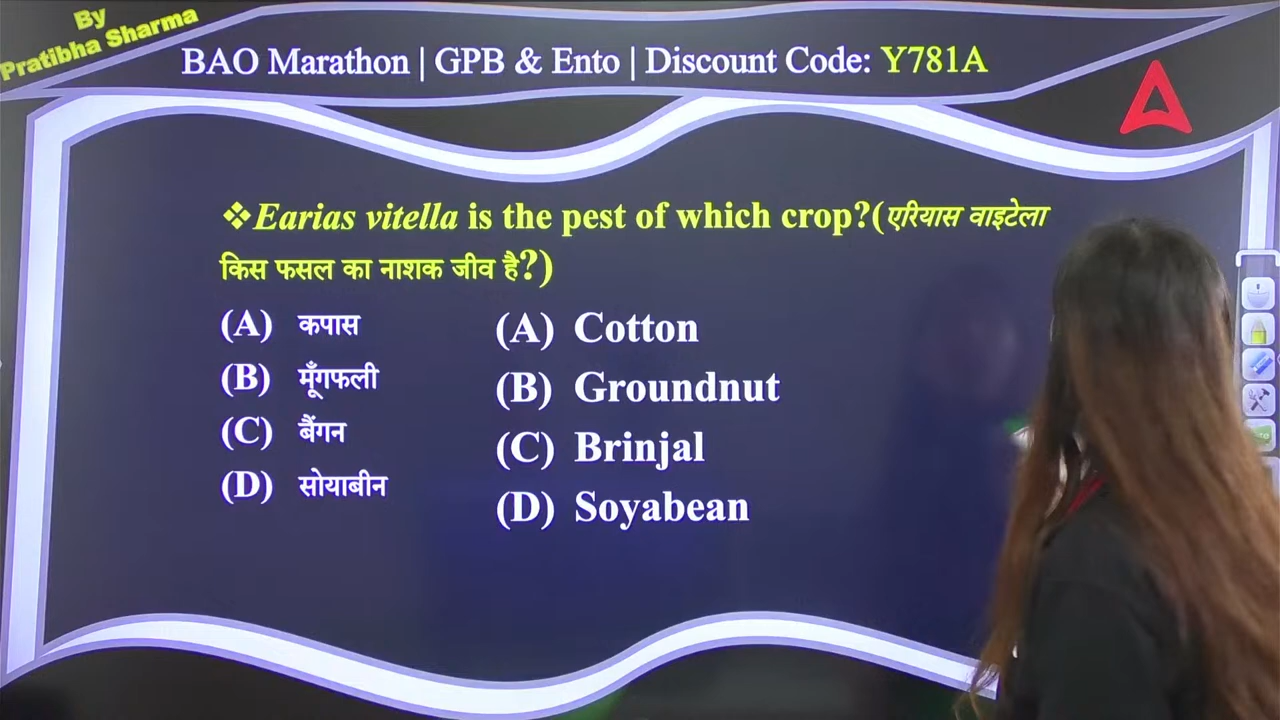 By
Pratibha Sharma
BAO Marathon | GPB & Ento | Discount Code: Y781A
❖Earias vitella is the pest of which crop?(एरियास वाइटेला
किस फसल का नाशक जीव है?)
(A) कपास
(B) मूँगफली
(C) बैंगन
(D) सोयाबीन
(A) Cotton
(B) Groundnut
(C) Brinjal
(D) Soyabean